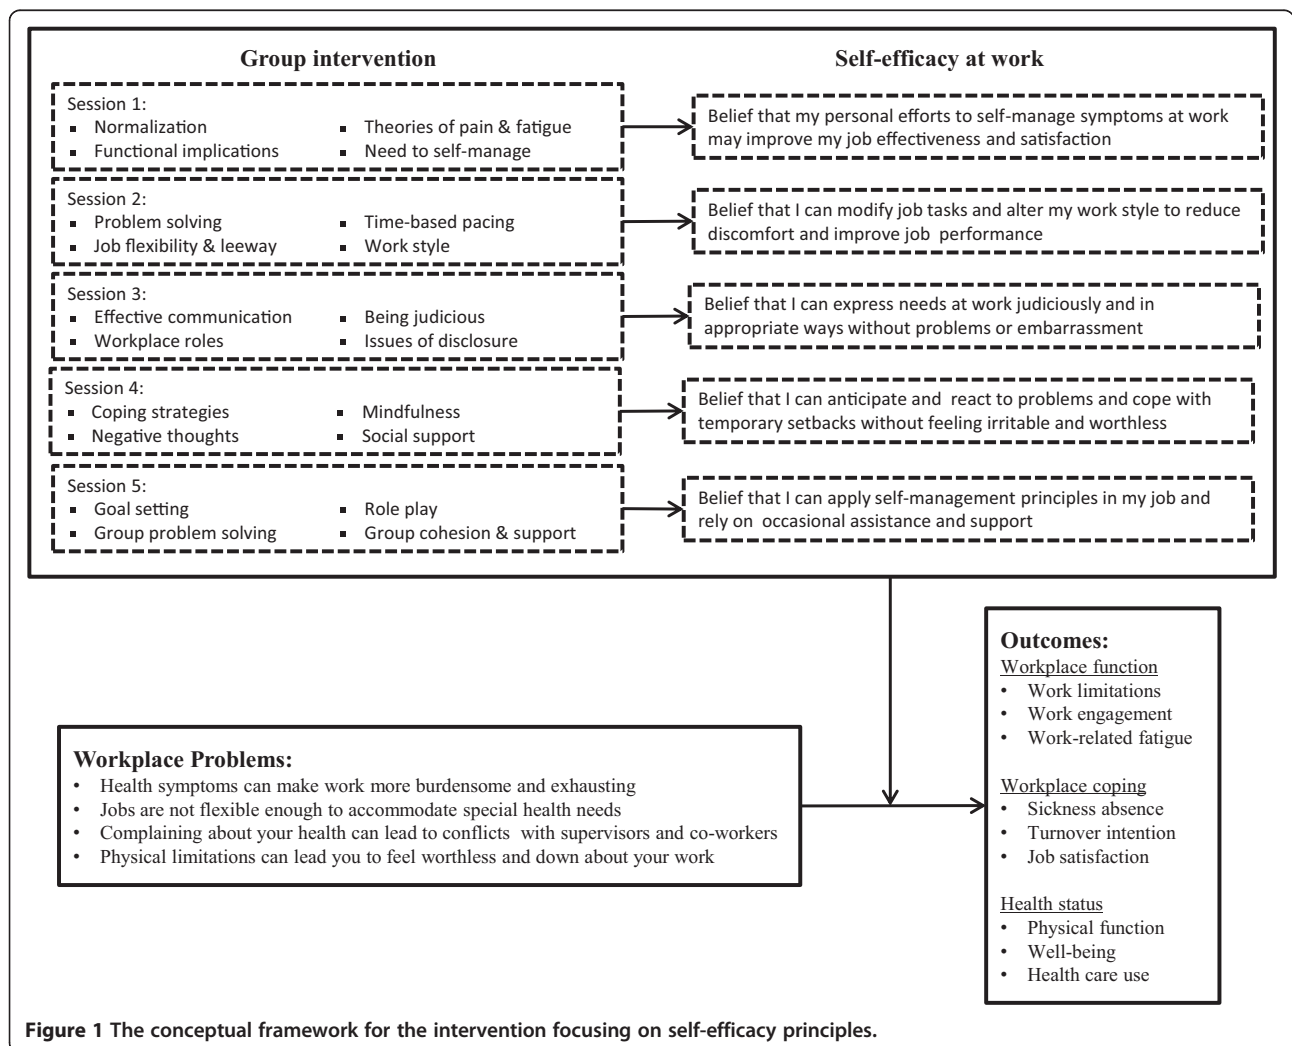 Group intervention
Self-efficacy at work
Session 1:
▪ Normalization ▪ Theories of pain & fatigue
▪ Functional implications ▪ Need to self-manage
Belief that my personal efforts to self-manage symptoms at work
may improve my job effectiveness and satisfaction
Session 2:
▪ Problem solving ▪ Time-based pacing
▪ Job flexibility & leeway ▪ Work style
Belief that I can modify job tasks and alter my work style to reduce
discomfort and improve job performance
Session 3:
▪ Effective communication ▪ Being judicious
▪ Workplace roles ▪ Issues of disclosure
Belief that I can express needs at work judiciously and in
appropriate ways without problems or embarrassment
Session 4:
▪ Coping strategies ▪ Mindfulness
▪ Negative thoughts ▪ Social support
Belief that I can anticipate and react to problems and cope with
temporary setbacks without feeling irritable and worthless
Session 5:
▪ Goal setting ▪ Role play
▪ Group problem solving ▪ Group cohesion & support
Belief that I can apply self-management principles in my job and
rely on occasional assistance and support
Workplace Problems:
• Health symptoms can make work more burdensome and exhausting
• Jobs are not flexible enough to accommodate special health needs
• Complaining about your health can lead to conflicts with supervisors and co-workers
• Physical limitations can lead you to feel worthless and down about your work
Outcomes:
Workplace function
• Work limitations
• Work engagement
• Work-related fatigue
Workplace coping
• Sickness absence
• Turnover intention
• Job satisfaction
Health status
• Physical function
• Well-being
• Health care use
Figure 1 The conceptual framework for the intervention focusing on self-efficacy principles.